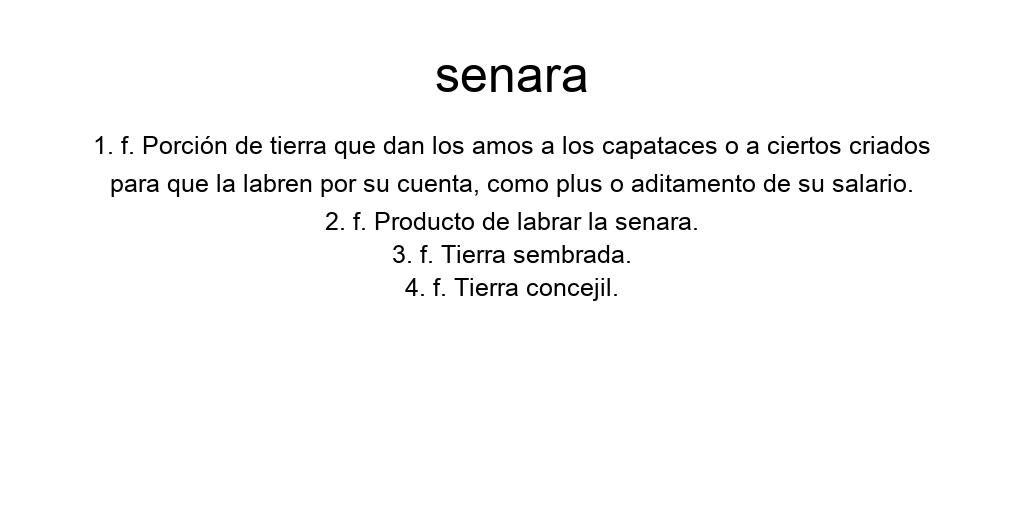 senara
1. f. Porción de tierra que dan los amos a los capataces o a ciertos criados
para que la labren por su cuenta, como plus o aditamento de su salario.
2. f. Producto de labrar la senara.
3. f. Tierra sembrada.
4. f. Tierra concejil.